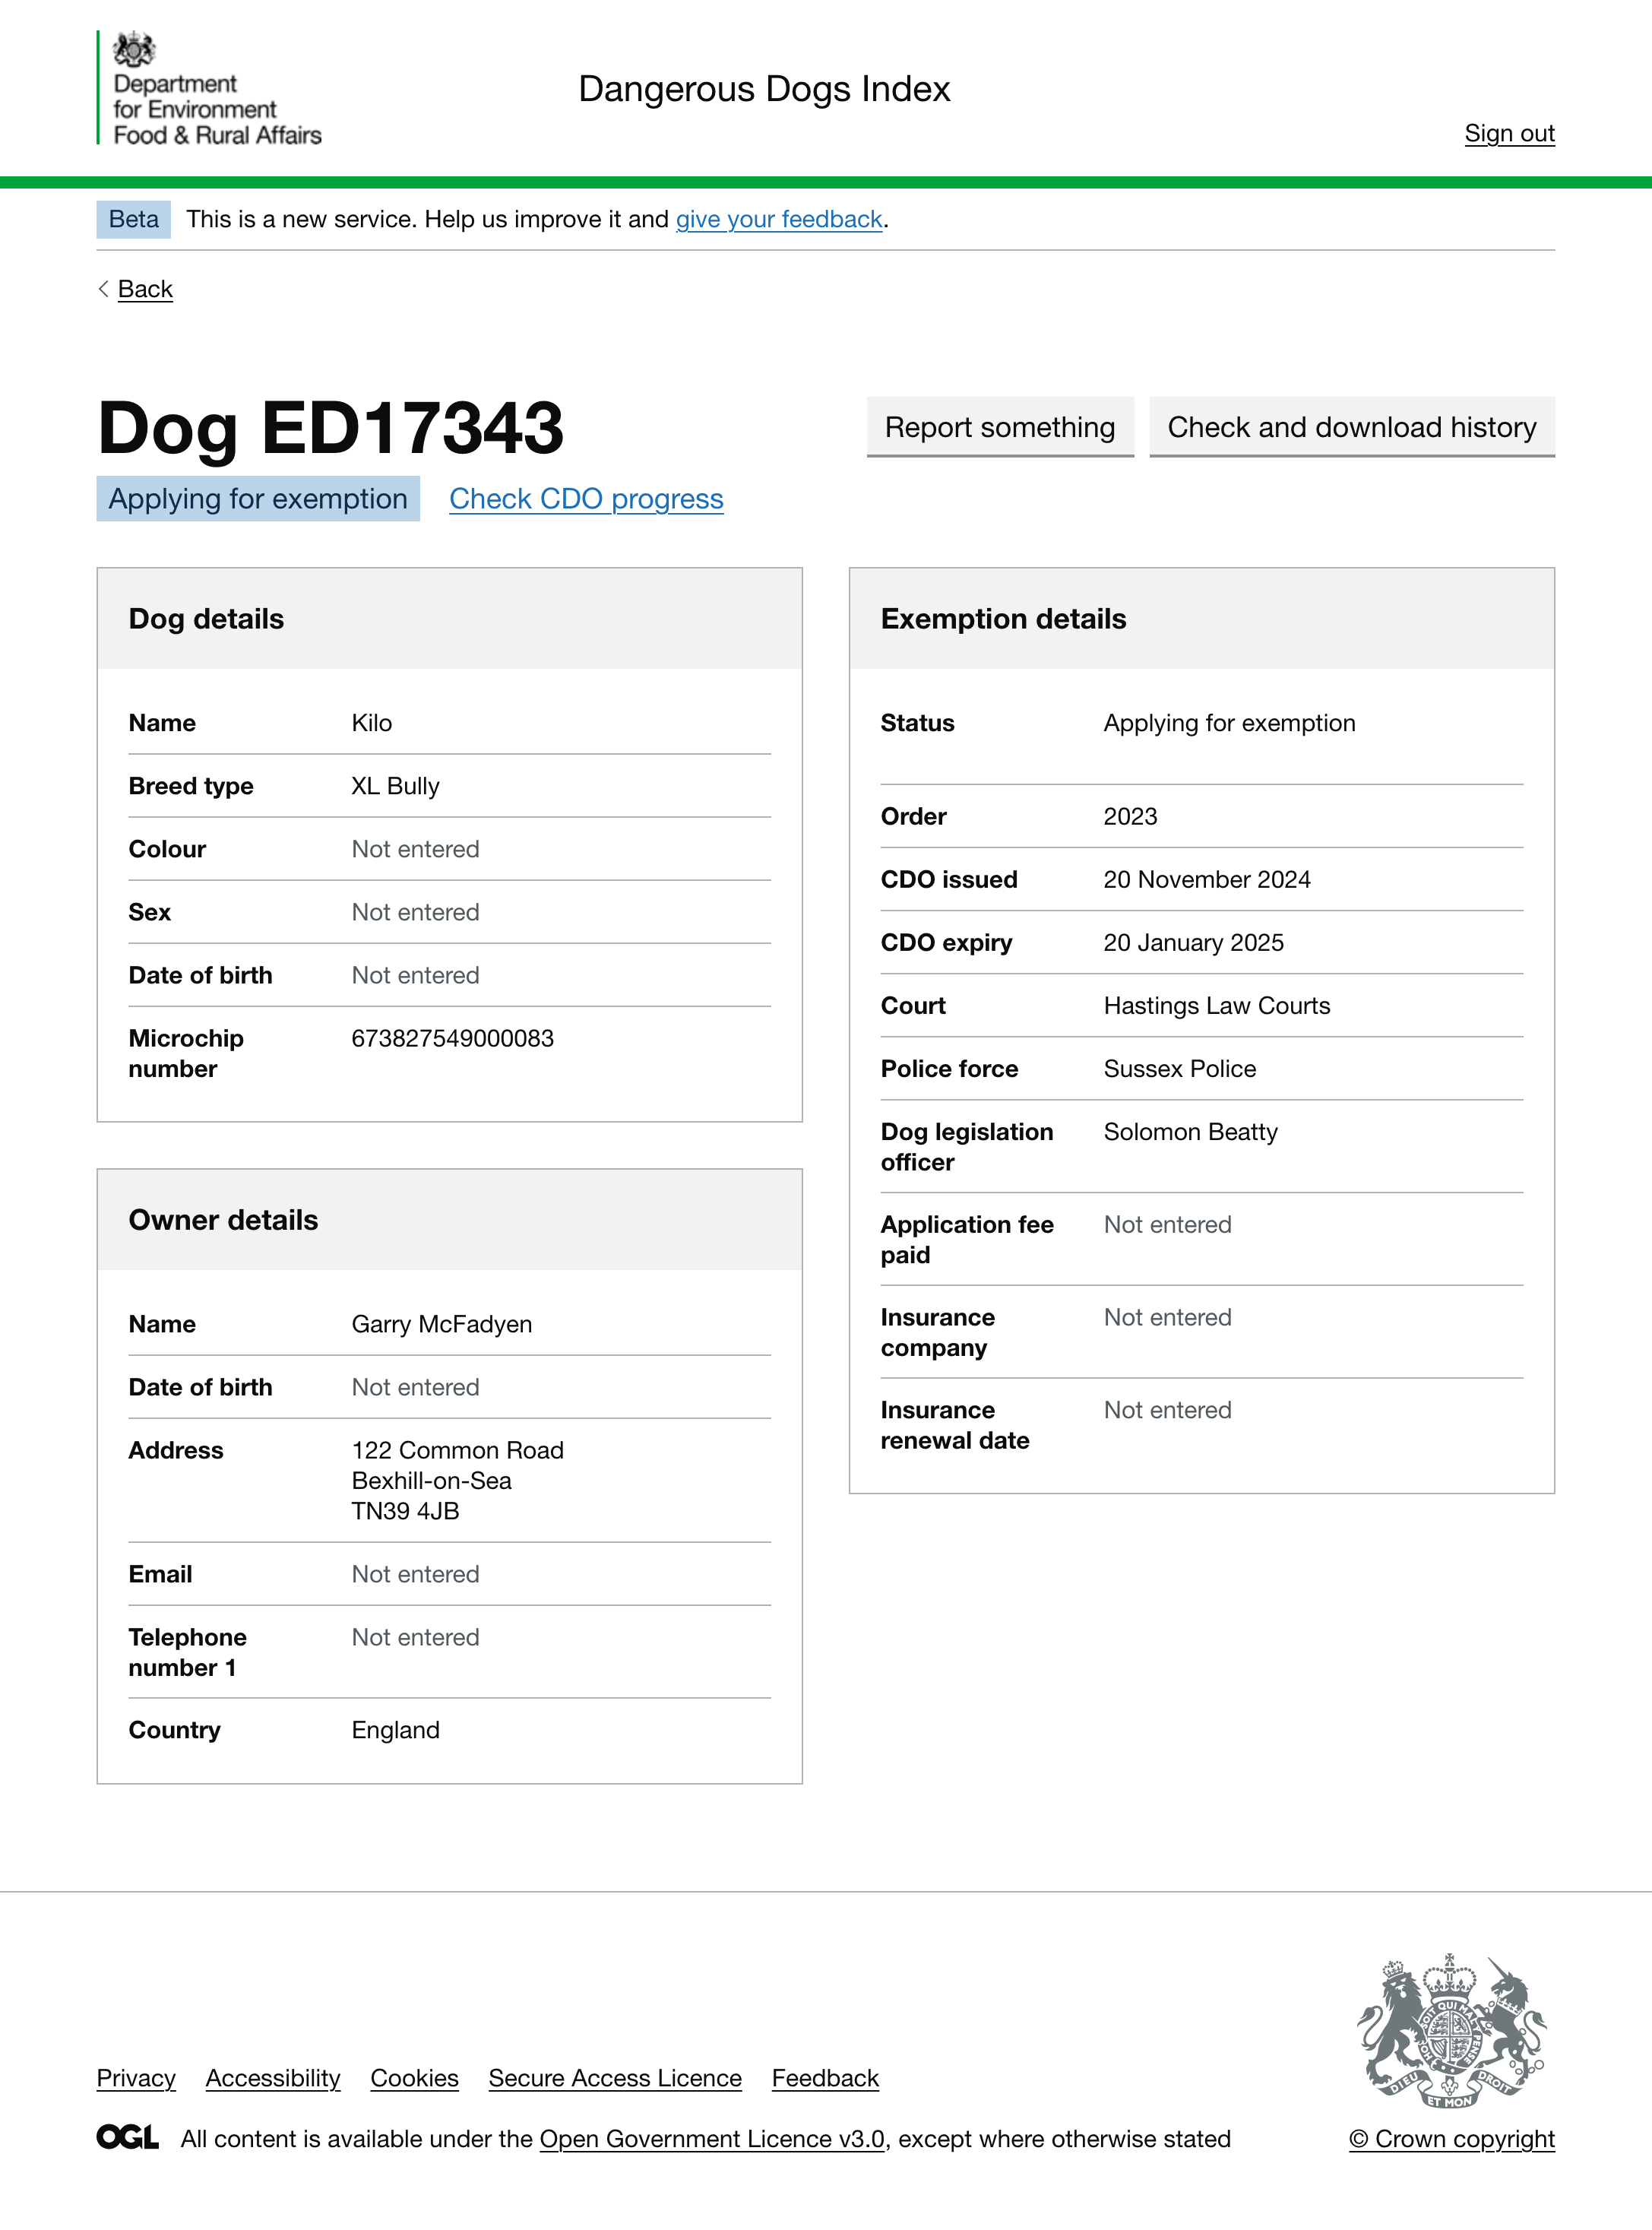 Department
for Environment
Food & Rural Affairs
Dangerous Dogs Index
Sign out
Beta This is a new service. Help us improve it and give your feedback.
Back
Dog ED17343
Report something
Check and download history
Applying for exemption
Check CDO progress
Dog details
Name Kilo
Breed type XL Bully
Colour Not entered
Sex Not entered
Date of birth Not entered
Microchip 673827549000083
number
Owner details
Name Garry McFadyen
Date of birth Not entered
Address 122 Common Road
Bexhill-on-Sea
TN39 4JB
Email Not entered
Telephone Not entered
number 1
Country England
Exemption details
Status Applying for exemption
Order 2023
CDO issued 20 November 2024
CDO expiry 20 January 2025
Court Hastings Law Courts
Police force Sussex Police
Dog legislation Solomon Beatty
officer
Application fee Not entered
paid
Insurance Not entered
company
Insurance Not entered
renewal date
Privacy Accessibility Cookies Secure Access Licence Feedback
OGL All content is available under the Open Government Licence v3.0, except where otherwise stated
DIEU ET MON DROIT
© Crown copyright